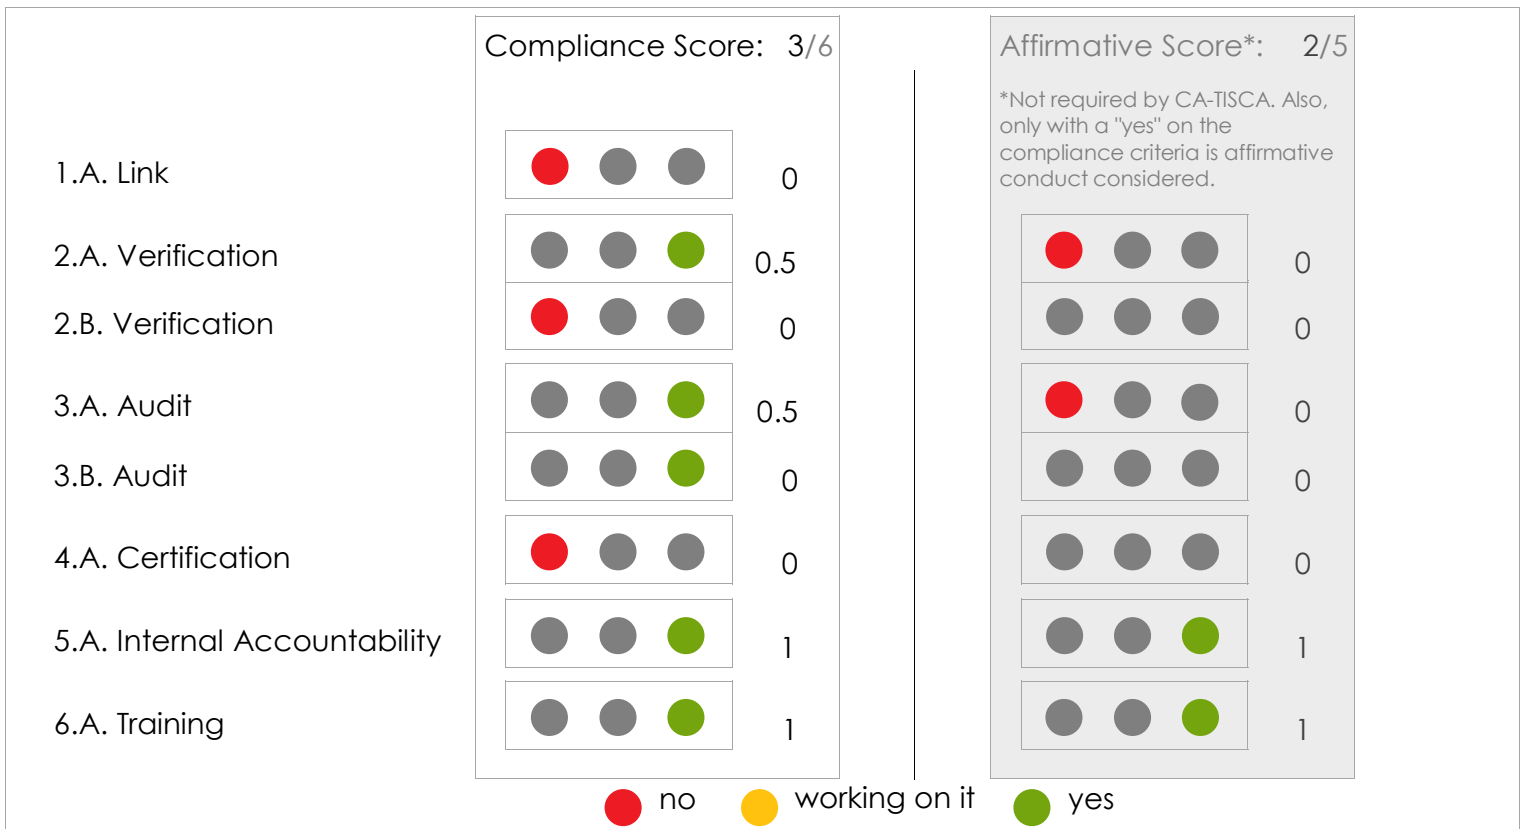 Compliance Score: 3/6
Affirmative Score*: 2/5
*Not required by CA-TISCA. Also,
only with a "yes" on the
compliance criteria is affirmative
conduct considered.
1.A. Link 0
2.A. Verification 0.5 0
2.B. Verification 0 0
3.A. Audit 0.5 0
3.B. Audit 0 0
4.A. Certification 0 0
5.A. Internal Accountability 1 1
6.A. Training 1 1
no working on it yes